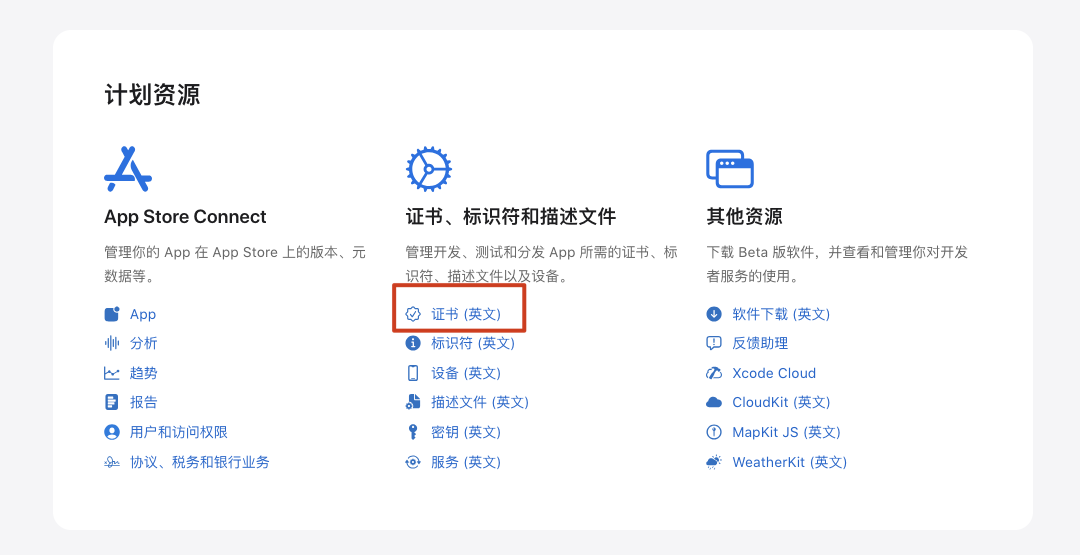 计划资源
App Store Connect
管理你的 App 在 App Store 上的版本、元
数据等。
App
分析
趋势
报告
用户和访问权限
协议、税务和银行业务
证书、标识符和描述文件
管理开发、测试和分发 App 所需的证书、标
识符、描述文件以及设备。
证书 (英文)
标识符 (英文)
设备 (英文)
描述文件 (英文)
密钥 (英文)
服务 (英文)
其他资源
下载 Beta 版软件，并查看和管理你对开发
者服务的使用。
软件下载 (英文)
反馈助理
Xcode Cloud
CloudKit (英文)
MapKit JS (英文)
WeatherKit (英文)